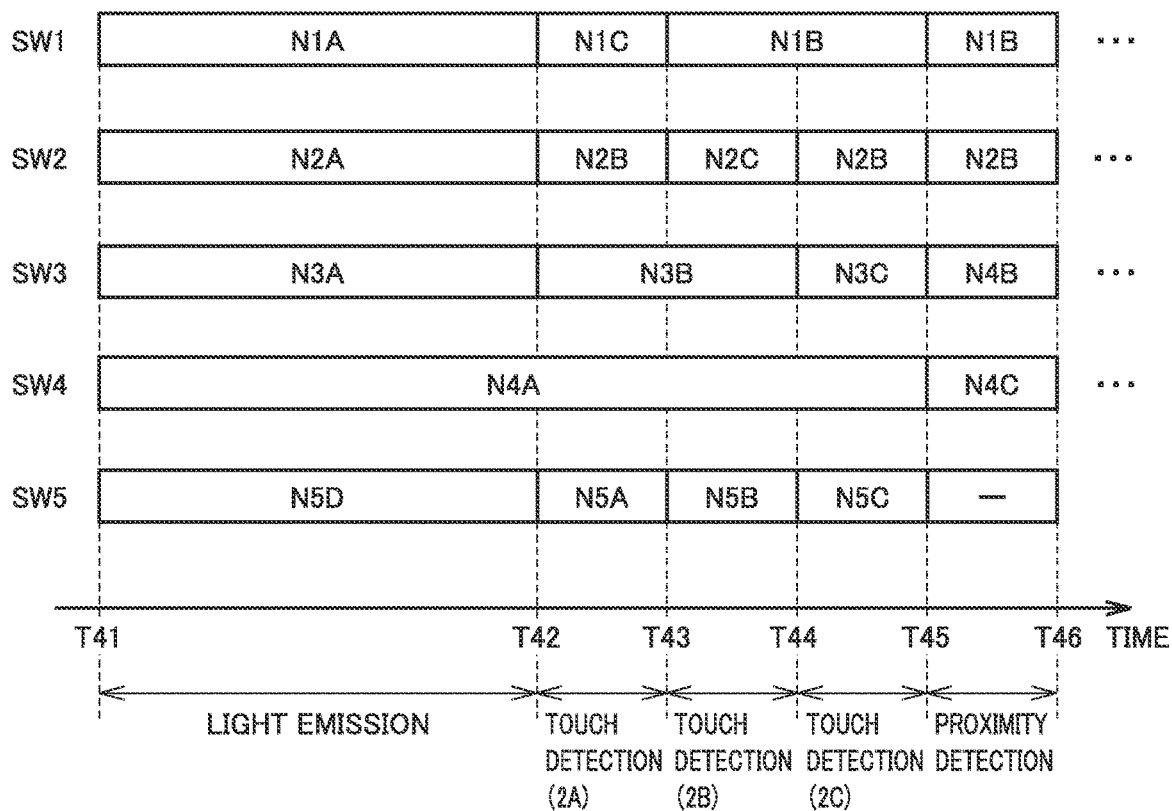 SW1 N1A N1C N1B N1B ...
SW2 N2A N2B N2C N2B N2B ...
SW3 N3A N3B N3C N4B ...
SW4 N4A N4C ...
SW5 N5D N5A N5B N5C —
T41 T42 T43 T44 T45 T46 TIME
LIGHT EMISSION
TOUCH
DETECTION
(2A)
TOUCH
DETECTION
(2B)
TOUCH
DETECTION
(2C)
PROXIMITY
DETECTION